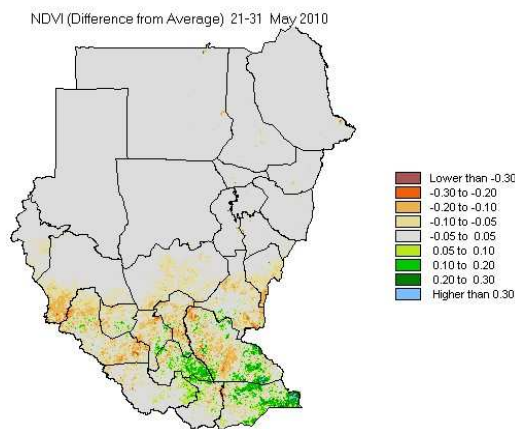 NDVI (Difference from Average) 21-31 May 2010
Lower than -0.30
-0.30 to -0.20
-0.20 to -0.10
-0.10 to -0.05
-0.05 to 0.05
0.05 to 0.10
0.10 to 0.20
0.20 to 0.30
Higher than 0.30